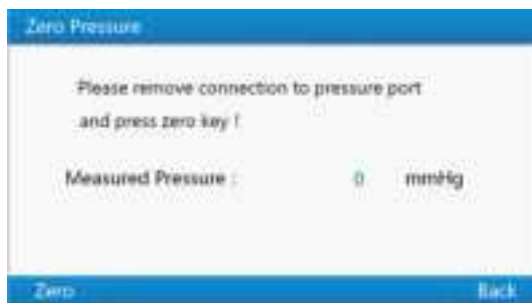 Zero Pressure
Please remove connection to pressure port
and press zero key !
Measured Pressure : 0 mmHg
Zero Back